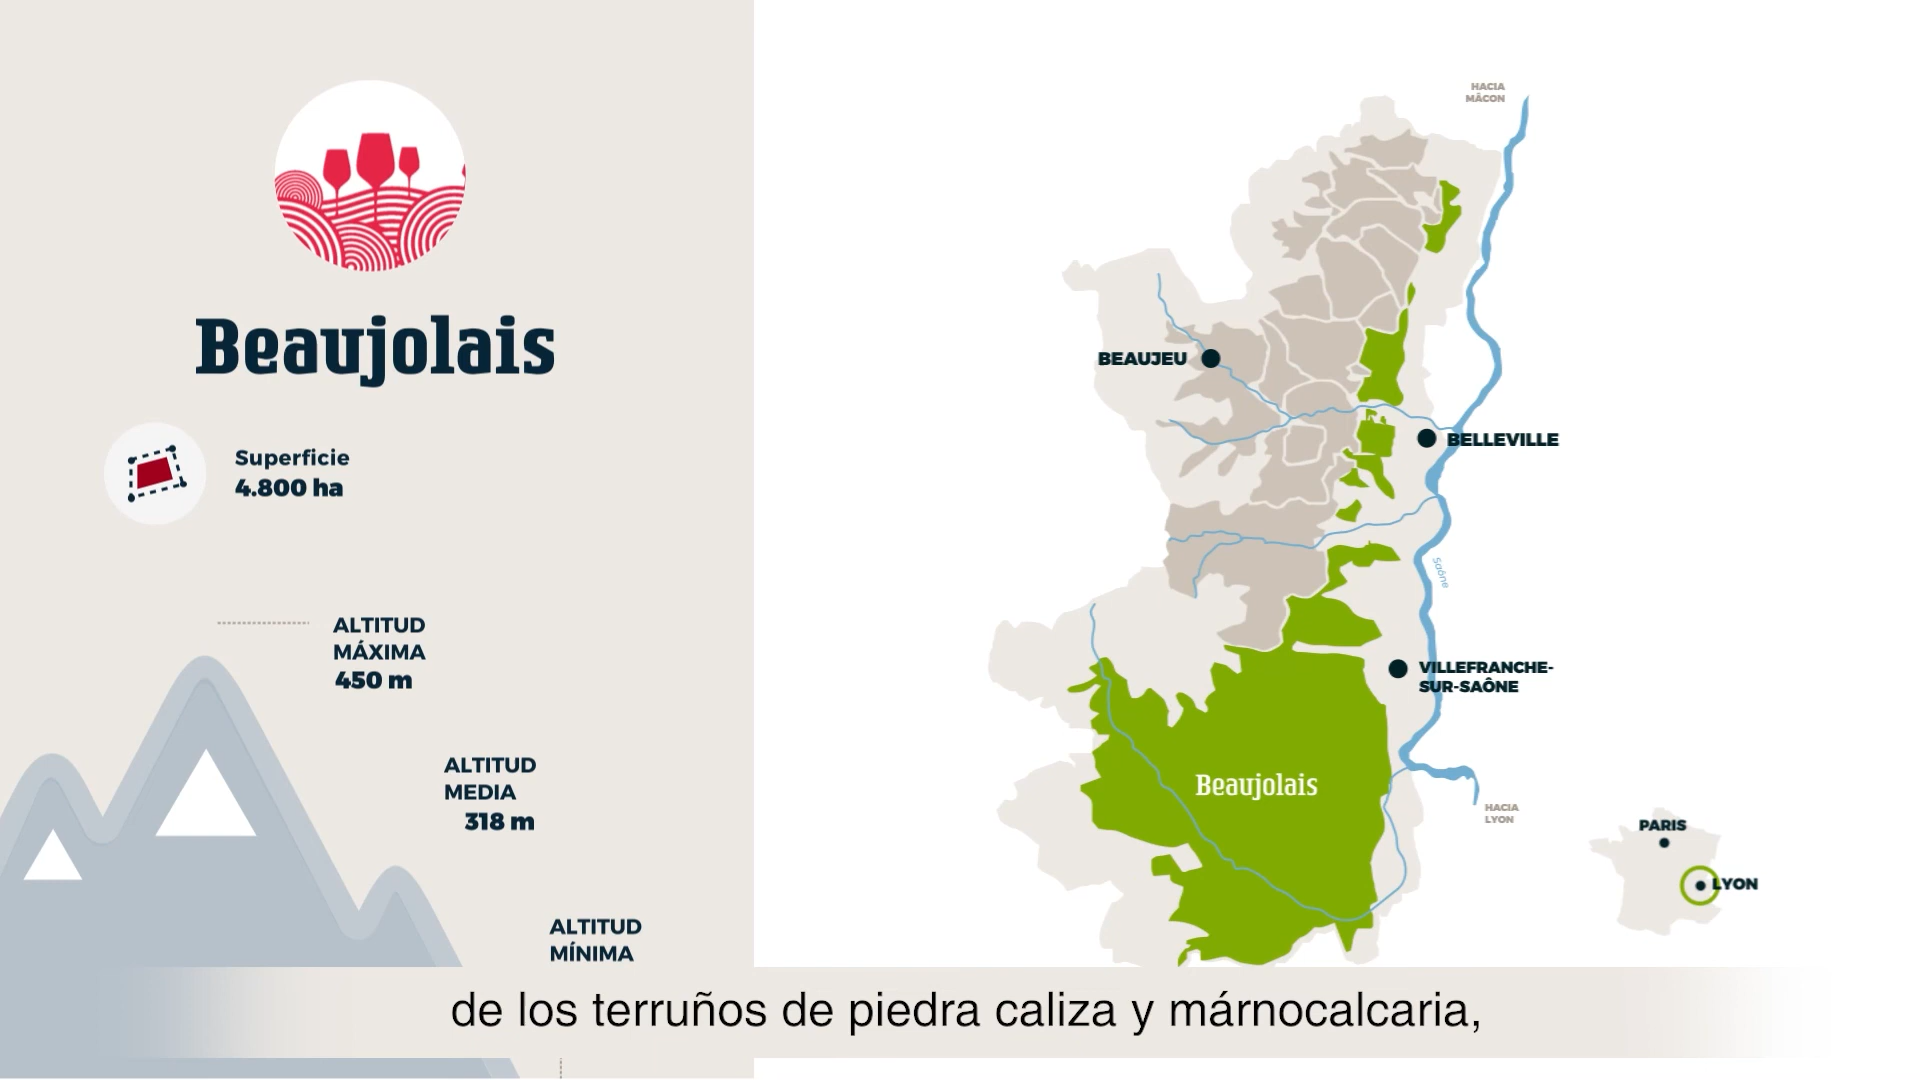 Beaujolais
Superficie
4.800 ha
ALTITUD
MÁXIMA
450 m
ALTITUD
MEDIA
318 m
ALTITUD
MÍNIMA
HACIA
MÂCON
BEAUJEU
BELLEVILLE
Saône
VILLEFRANCHE-
SUR-SAÔNE
Beaujolais
HACIA
LYON
PARIS
LYON
de los terruños de piedra caliza y márnocalcaria,